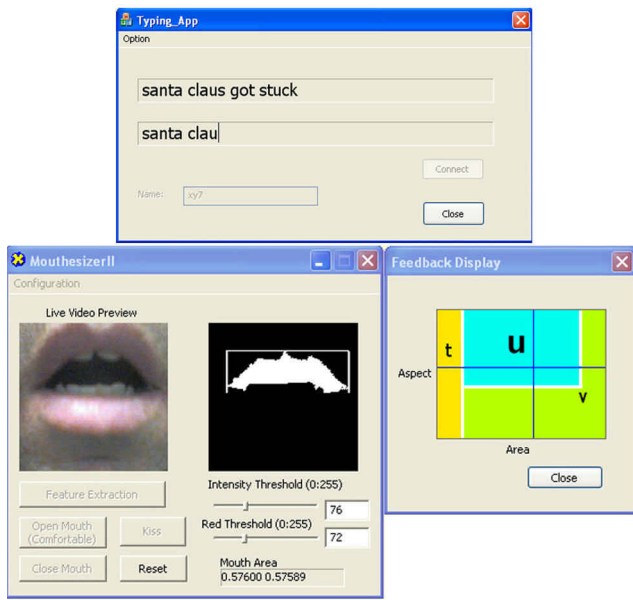 Typing_App
Option
santa claus got stuck
santa clau
Connect
Name: xy7
Close
MouthesizerII
Configuration
Live Video Preview
Feature Extraction
Open Mouth
(Comfortable)
Kiss
Close Mouth
Reset
Intensity Threshold (0:255)
76
Red Threshold (0:255)
72
Mouth Area
0.57600 0.57589
Feedback Display
t
u
v
Aspect
Area
Close